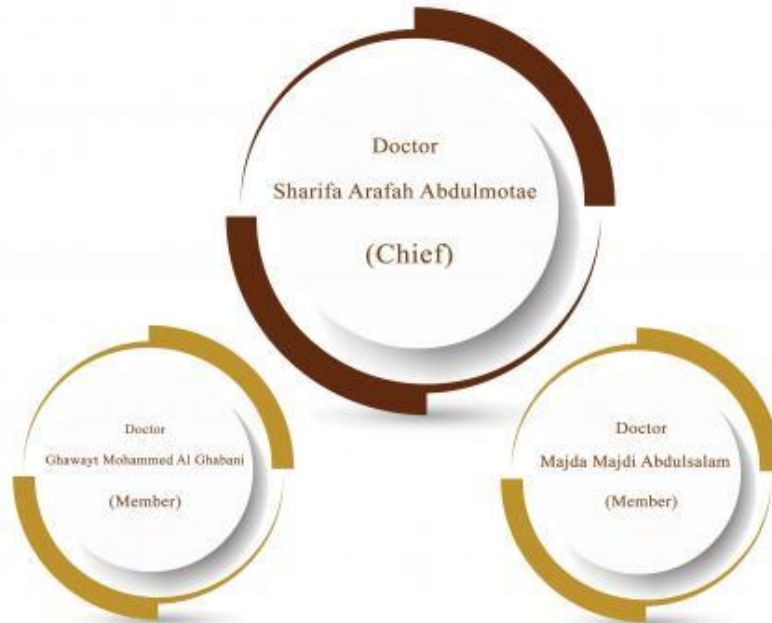 Doctor
Sharifa Arafah Abdulmotae
(Chief)
Doctor
Ghawayt Mohammed Al Ghabani
(Member)
Doctor
Majda Majdi Abdulsalam
(Member)